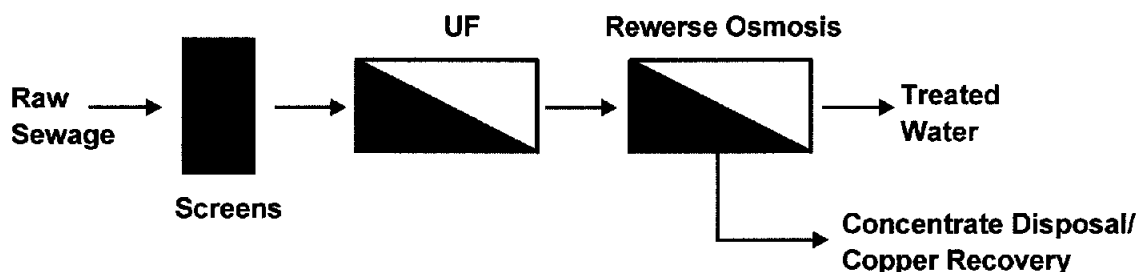 UF
Rewerse Osmosis
Raw
Sewage
Screens
Treated
Water
Concentrate Disposal/
Copper Recovery